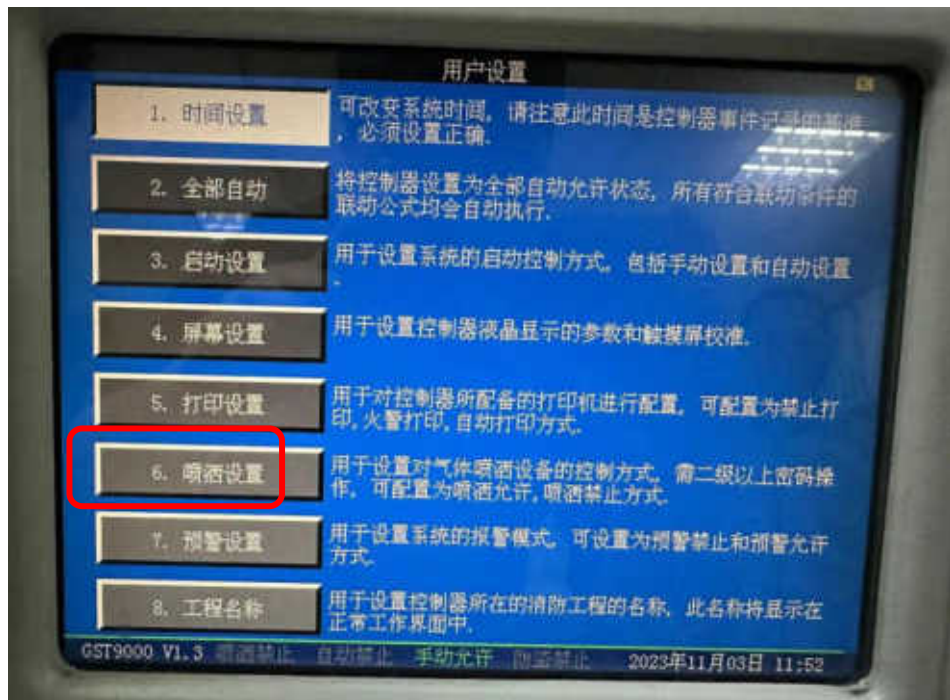 用户设置
1. 时间设置
可改变系统时间, 请注意此时间是控制器事件记录的基准
, 必须设置正确.
2. 全部自动
将控制器设置为全部自动允许状态, 所有符合联动条件的
联动公式均会自动执行.
3. 启动设置
用于设置系统的启动控制方式, 包括手动设置和自动设置
.
4. 屏幕设置
用于设置控制器液晶显示的参数和触摸屏校准.
5. 打印设置
用于对控制器所配备的打印机进行配置, 可配置为禁止打
印, 火警打印, 自动打印方式.
6. 喷洒设置
用于设置对气体喷洒设备的控制方式, 需二级以上密码操
作, 可配置为喷洒允许, 喷洒禁止方式.
7. 预警设置
用于设置系统的报警模式, 可设置为预警禁止和预警允许
方式.
8. 工程名称
用于设置控制器所在的消防工程的名称, 此名称将显示在
正常工作界面中.
GST9000 V1.3 喷洒禁止 自动禁止 手动允许 2023年11月03日 11:52